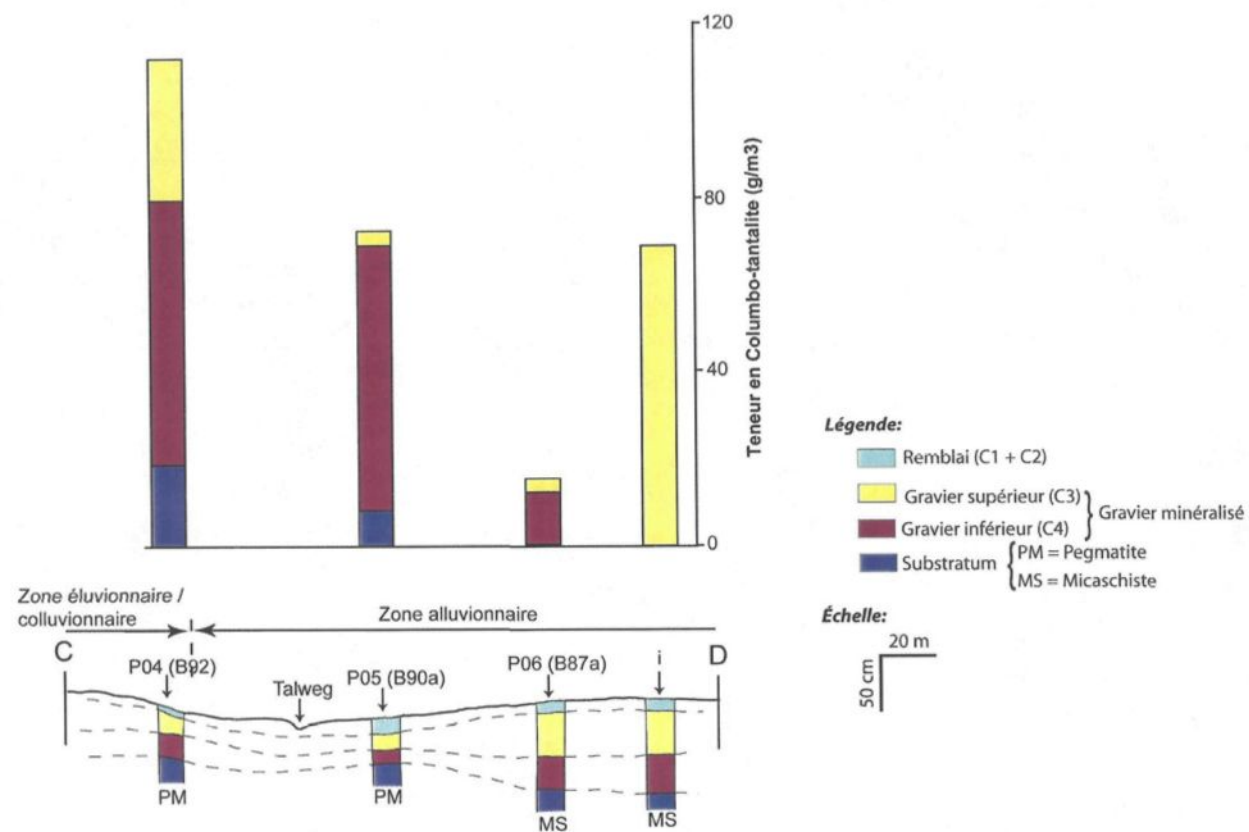 120
80
40
0
Teneur en Columbo-tantalite (g/m3)
Légende:
Remblai (C1 + C2)
Gravier supérieur (C3)
Gravier inférieur (C4)
Gravier minéralisé
Substratum
PM = Pegmatite
MS = Micaschiste
Échelle:
20 m
50 cm
Zone éluvionnaire /
colluvionnaire
Zone alluvionnaire
C
P04 (B92)
Talweg
P05 (B90a)
P06 (B87a)
i
D
PM
PM
MS
MS